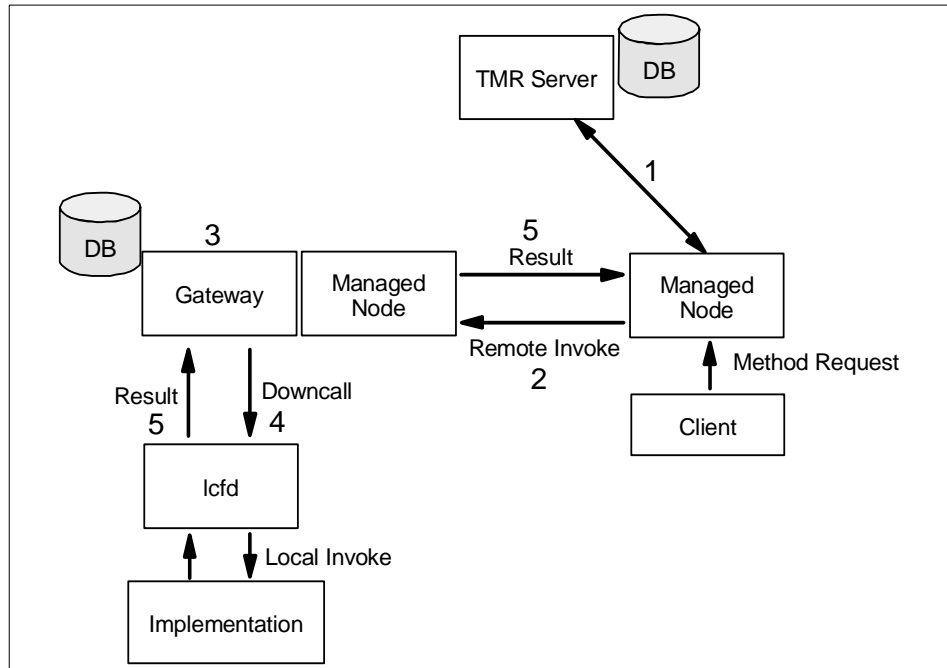 TMR Server
DB
1
DB
3
Gateway
Managed
Node
5
Result
Managed
Node
Remote Invoke
2
Method Request
Client
Result
5
Downcall
4
lcfd
Local Invoke
Implementation